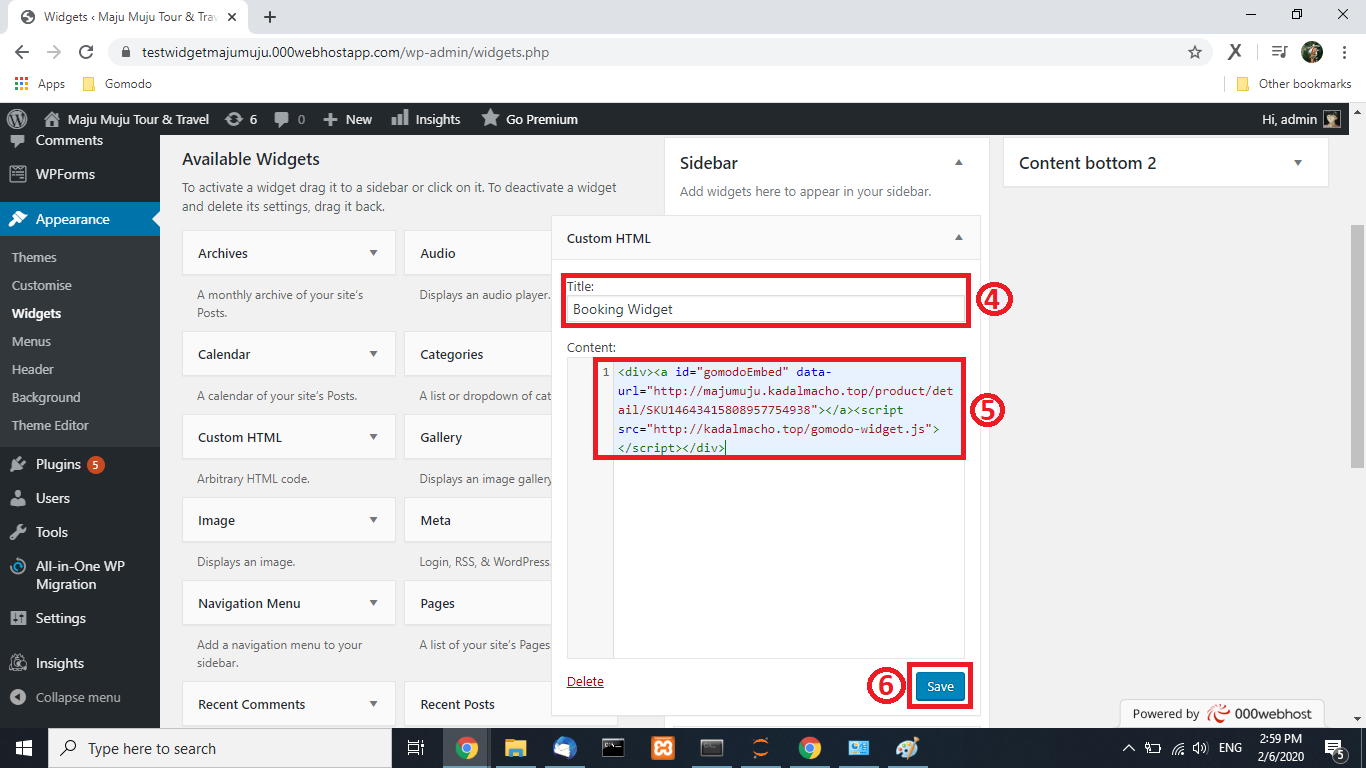 Widgets ‹ Maju Muju Tour & Trav
testwidgetmajumuju.000webhostapp.com/wp-admin/widgets.php
Apps
Gomodo
Other bookmarks
Maju Muju Tour & Travel
6
0
New
Insights
Go Premium
Hi, admin
Comments
WPForms
Appearance
Themes
Customise
Widgets
Menus
Header
Background
Theme Editor
Plugins 5
Users
Tools
All-in-One WP
Migration
Settings
Insights
Collapse menu
Available Widgets
To activate a widget drag it to a sidebar or click on it. To deactivate a widget
and delete its settings, drag it back.
Archives
A monthly archive of your site's
Posts.
Audio
Displays an audio player.
Calendar
A calendar of your site's Posts.
Categories
A list or dropdown of cat
Custom HTML
Arbitrary HTML code.
Gallery
Displays an image gallery
Image
Displays an image.
Meta
Login, RSS, & WordPress.
Navigation Menu
Add a navigation menu to your
sidebar.
Pages
A list of your site's Pages
Recent Comments
Recent Posts
Sidebar
Add widgets here to appear in your sidebar.
Custom HTML
Title:
Booking Widget
④
Content:
1
<div><a id="gomodoEmbed" data-
url="http://majumuju.kadalmacho.top/product/det
ail/SKU14643415808957754938"></a><script
src="http://kadalmacho.top/gomodo-widget.js">
</script></div>
⑤
Delete
⑥
Save
Content bottom 2
Powered by 000webhost
Type here to search
ENG
2:59 PM
2/6/2020
5